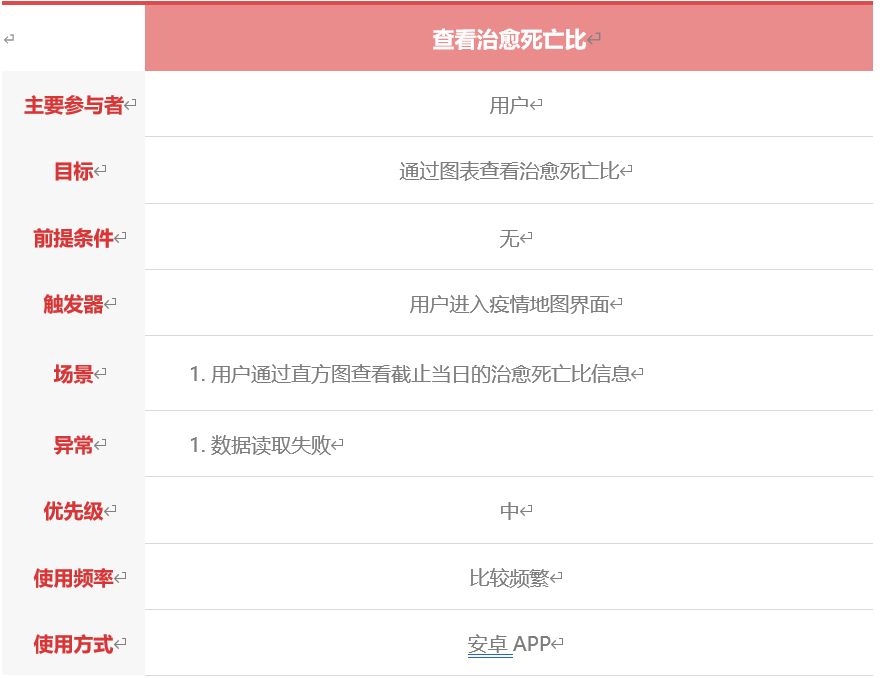 查看治愈死亡比
主要参与者 用户
目标 通过图表查看治愈死亡比
前提条件 无
触发器 用户进入疫情地图界面
场景 1. 用户通过直方图查看截止当日的治愈死亡比信息
异常 1. 数据读取失败
优先级 中
使用频率 比较频繁
使用方式 安卓 APP